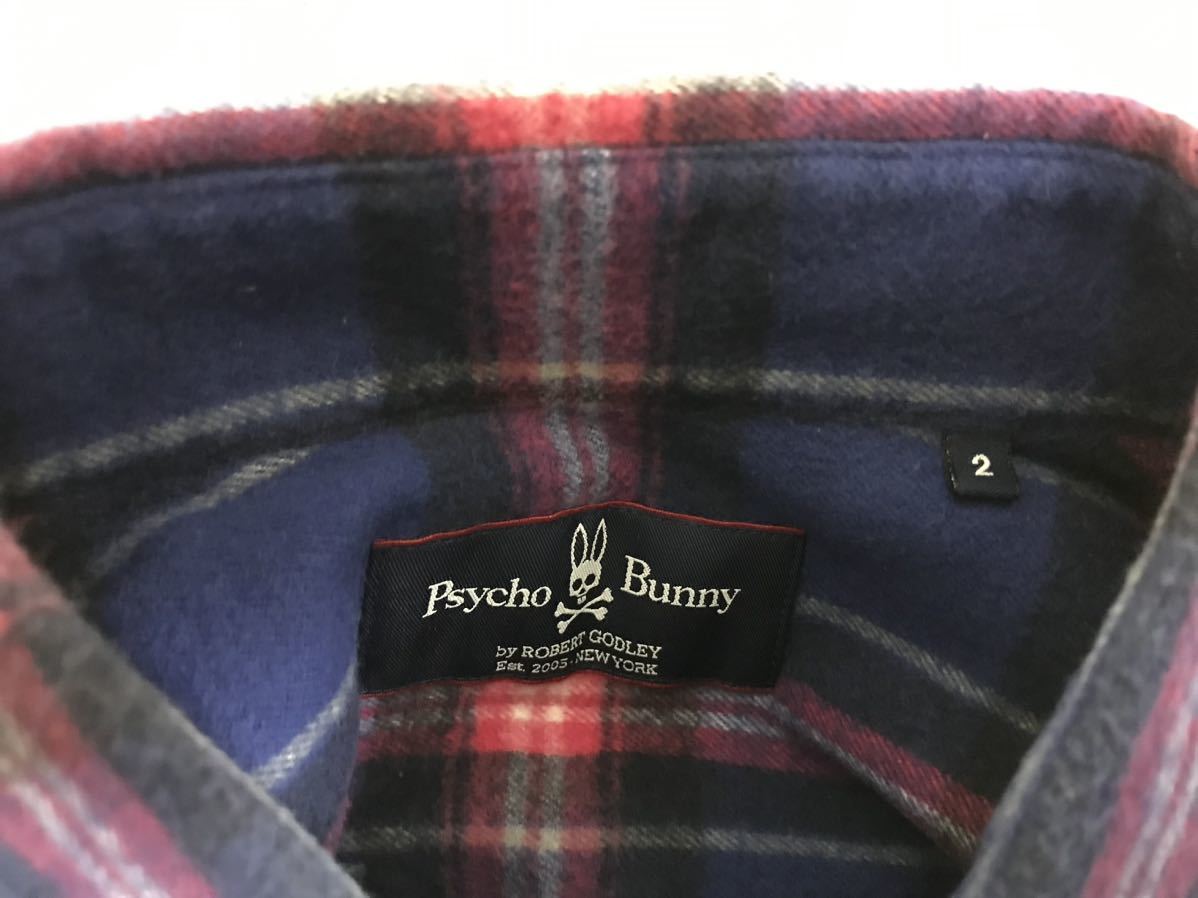 2
Psycho Bunny
by ROBERT GODLEY
Est. 2005 . NEW YORK